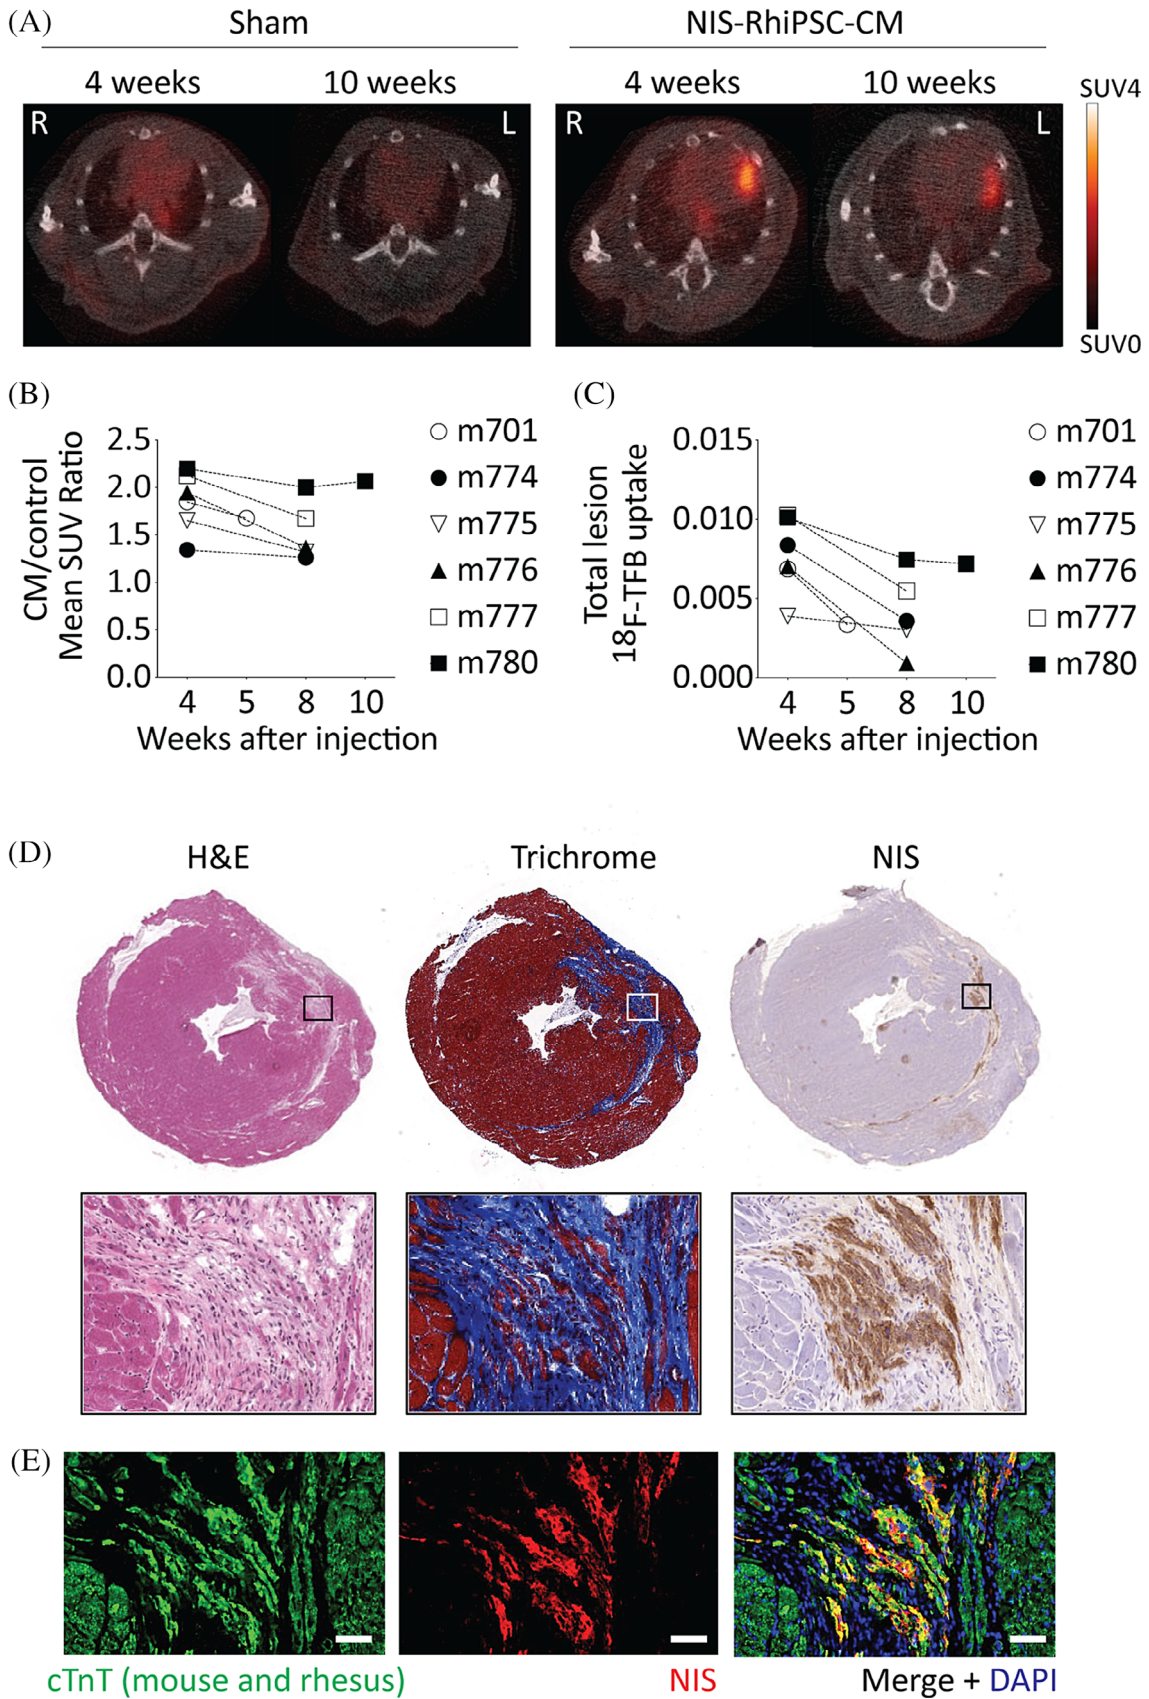 (A)
Sham
NIS-RhiPSC-CM
4 weeks
10 weeks
4 weeks
10 weeks
SUV4
R
L
R
L
SUV0
(B)
CM/control
Mean SUV Ratio
2.5
2.0
1.5
1.0
0.5
0.0
4 5 8 10
Weeks after injection
m701
m774
m775
m776
m777
m780
(C)
Total lesion
18F-TFB uptake
0.015
0.010
0.005
0.000
4 5 8 10
Weeks after injection
m701
m774
m775
m776
m777
m780
(D)
H&E
Trichrome
NIS
(E)
cTnT (mouse and rhesus)
NIS
Merge + DAPI